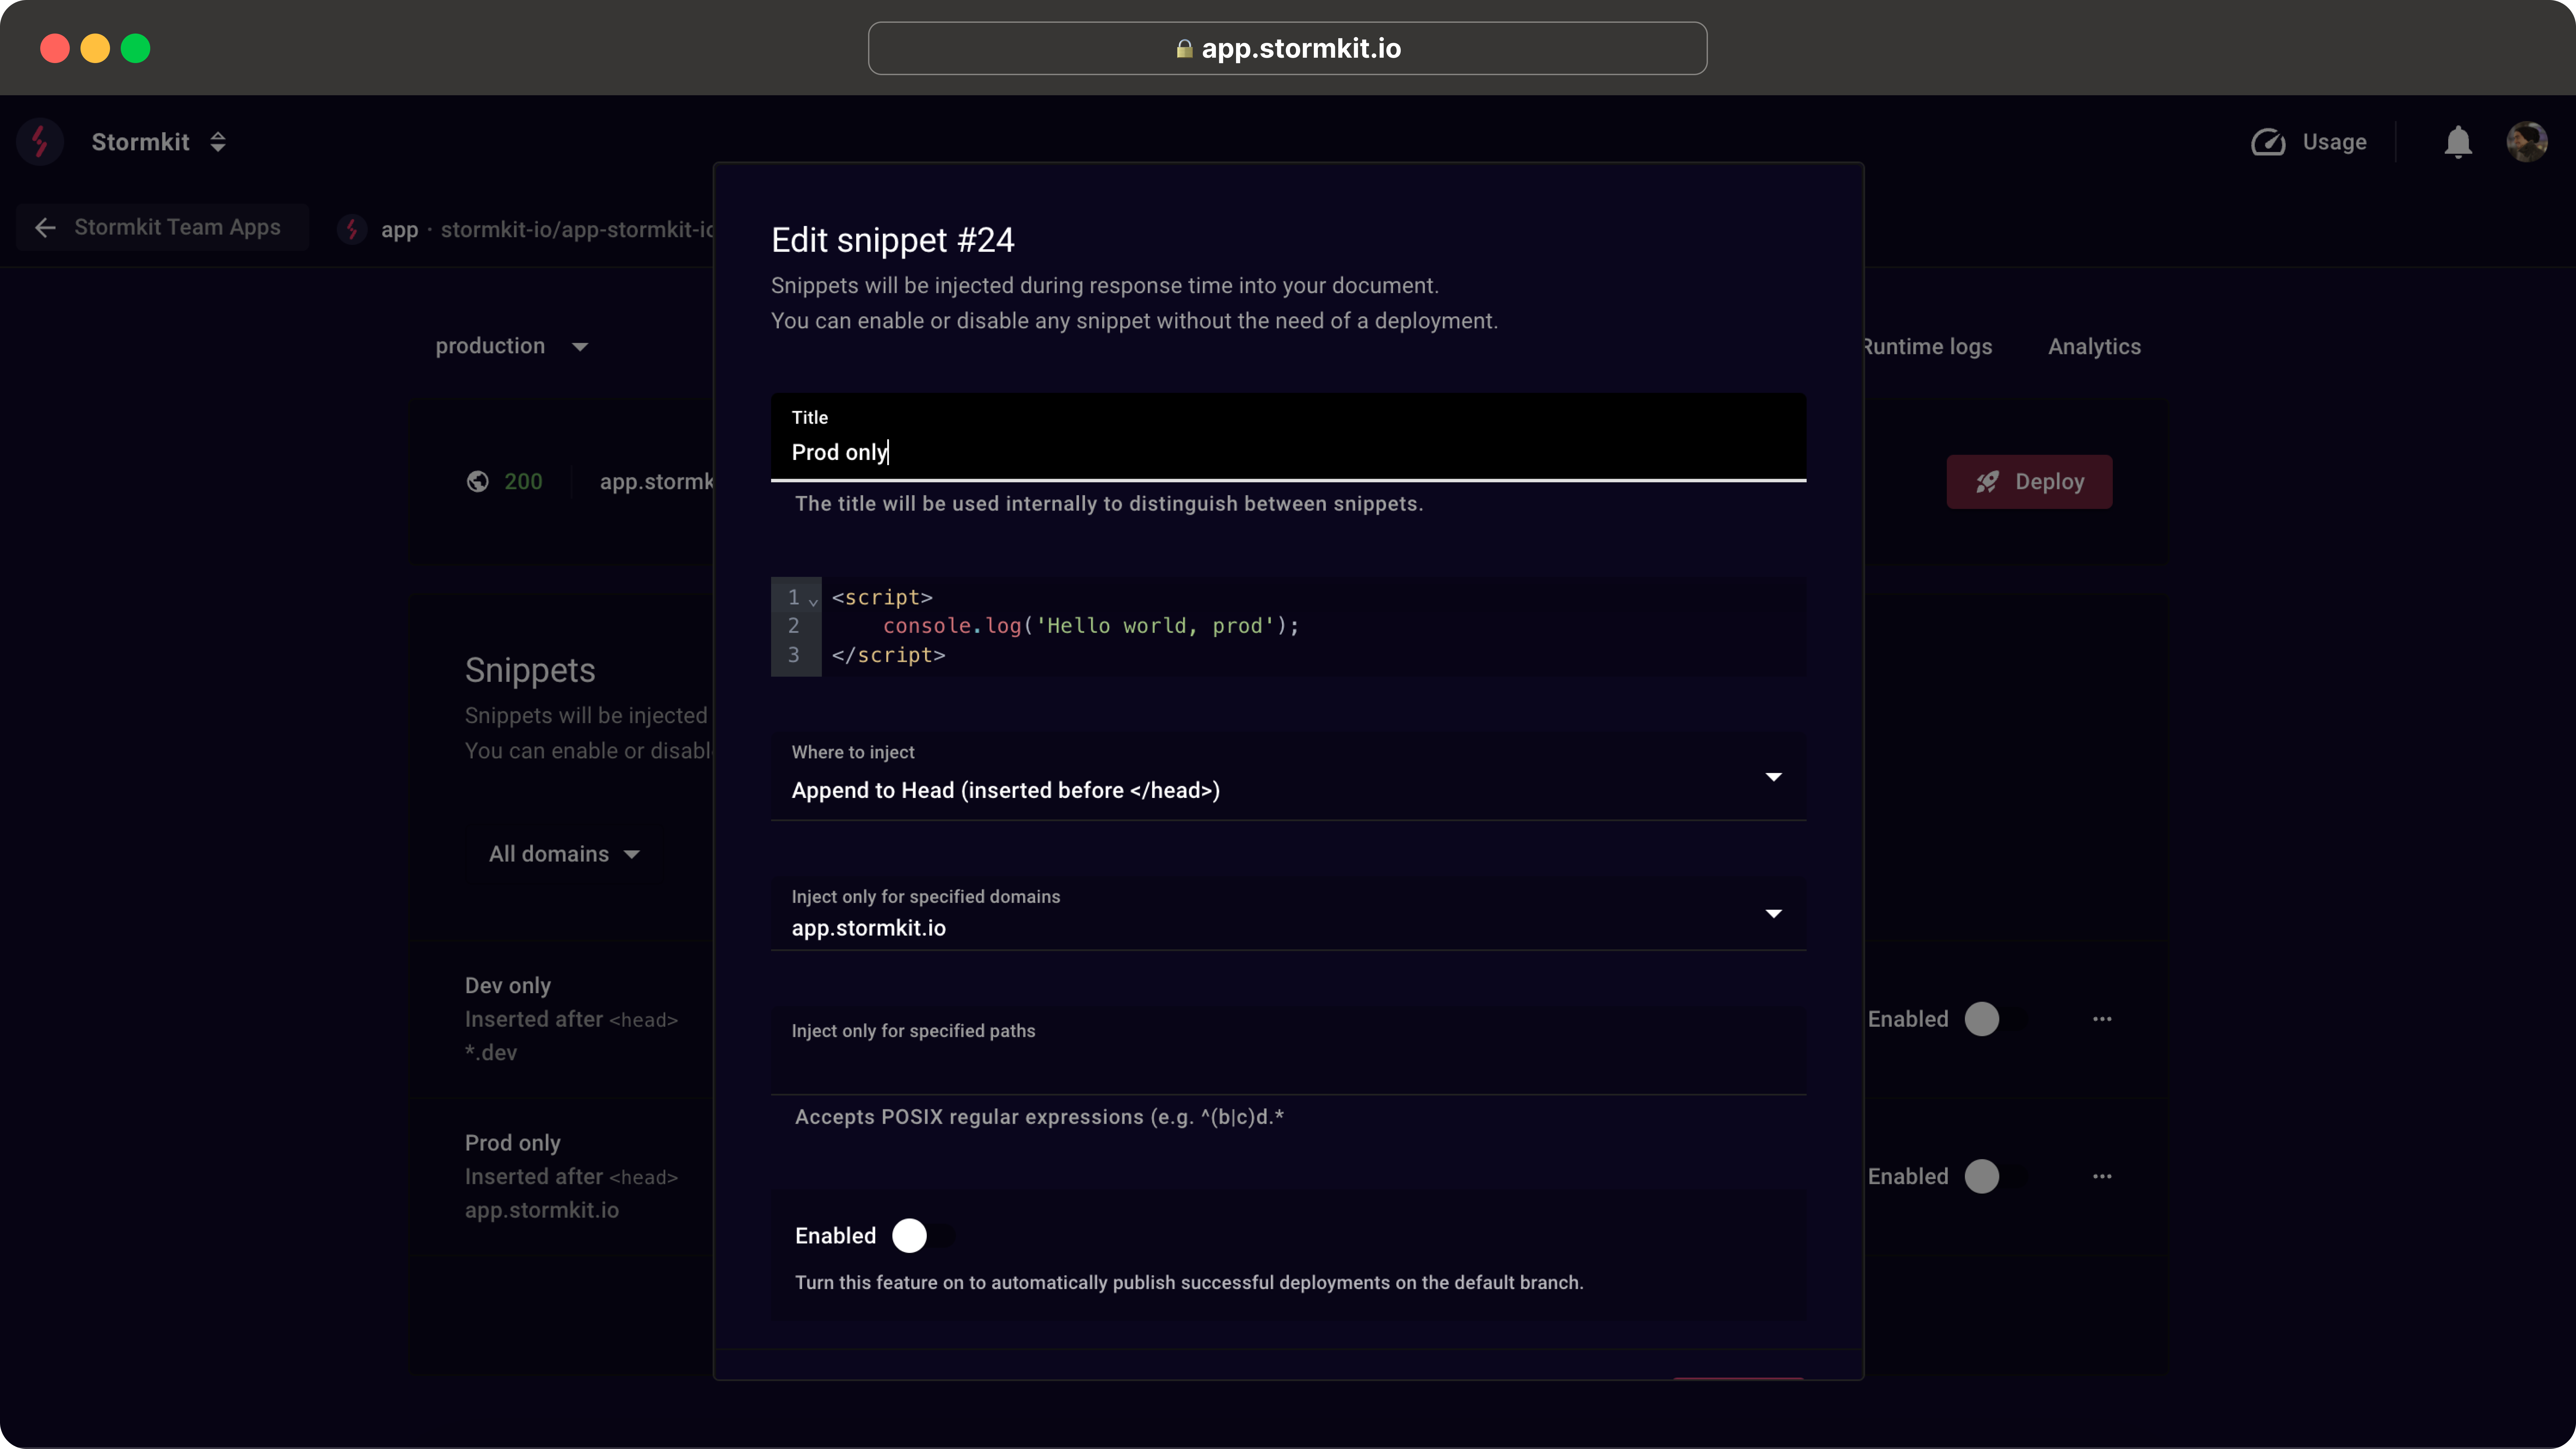 app.stormkit.io
Stormkit
Usage
Stormkit Team Apps
app · stormkit-io/app-stormkit-io
production
Runtime logs
Analytics
200
app.stormk
Deploy
Snippets
Snippets will be injected
You can enable or disabl
All domains
Dev only
Inserted after <head>
*.dev
Enabled
Prod only
Inserted after <head>
app.stormkit.io
Enabled
Edit snippet #24
Snippets will be injected during response time into your document.
You can enable or disable any snippet without the need of a deployment.
Title
Prod only
The title will be used internally to distinguish between snippets.
1 <script>
2 console.log('Hello world, prod');
3 </script>
Where to inject
Append to Head (inserted before </head>)
Inject only for specified domains
app.stormkit.io
Inject only for specified paths
Accepts POSIX regular expressions (e.g. ^(b|c)d.*
Enabled
Turn this feature on to automatically publish successful deployments on the default branch.